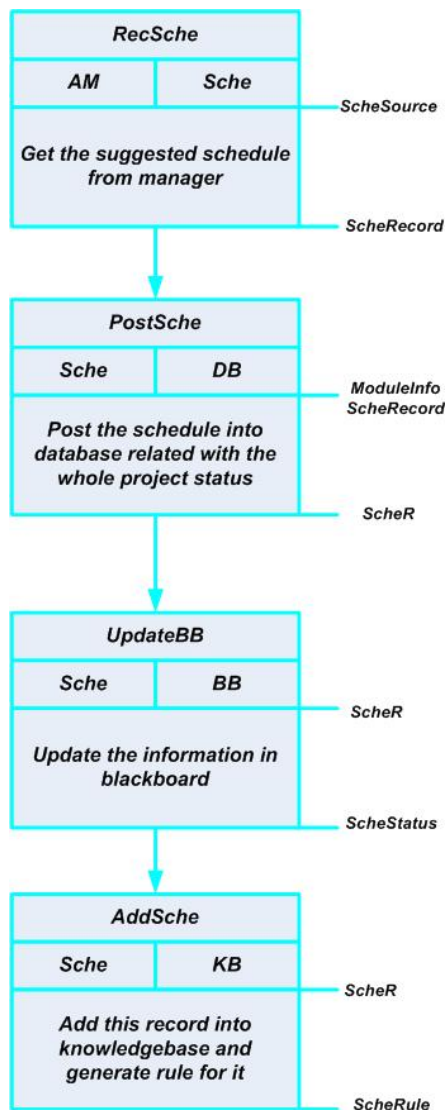 RecSche
AM Sche
ScheSource
Get the suggested schedule
from manager
ScheRecord
PostSche
Sche DB
ModuleInfo
ScheRecord
Post the schedule into
database related with the
whole project status
ScheR
UpdateBB
Sche BB
ScheR
Update the information in
blackboard
ScheStatus
AddSche
Sche KB
ScheR
Add this record into
knowledgebase and
generate rule for it
ScheRule